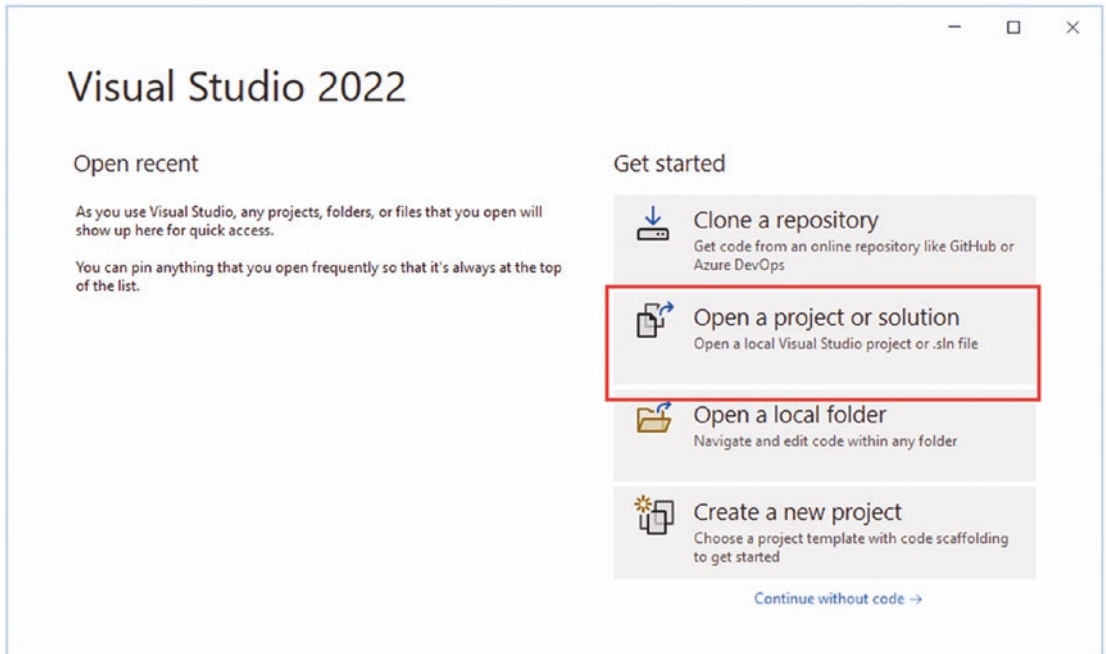 Visual Studio 2022
Open recent
As you use Visual Studio, any projects, folders, or files that you open will
show up here for quick access.
You can pin anything that you open frequently so that it's always at the top
of the list.
Get started
Clone a repository
Get code from an online repository like GitHub or
Azure DevOps
Open a project or solution
Open a local Visual Studio project or .sln file
Open a local folder
Navigate and edit code within any folder
Create a new project
Choose a project template with code scaffolding
to get started
Continue without code →